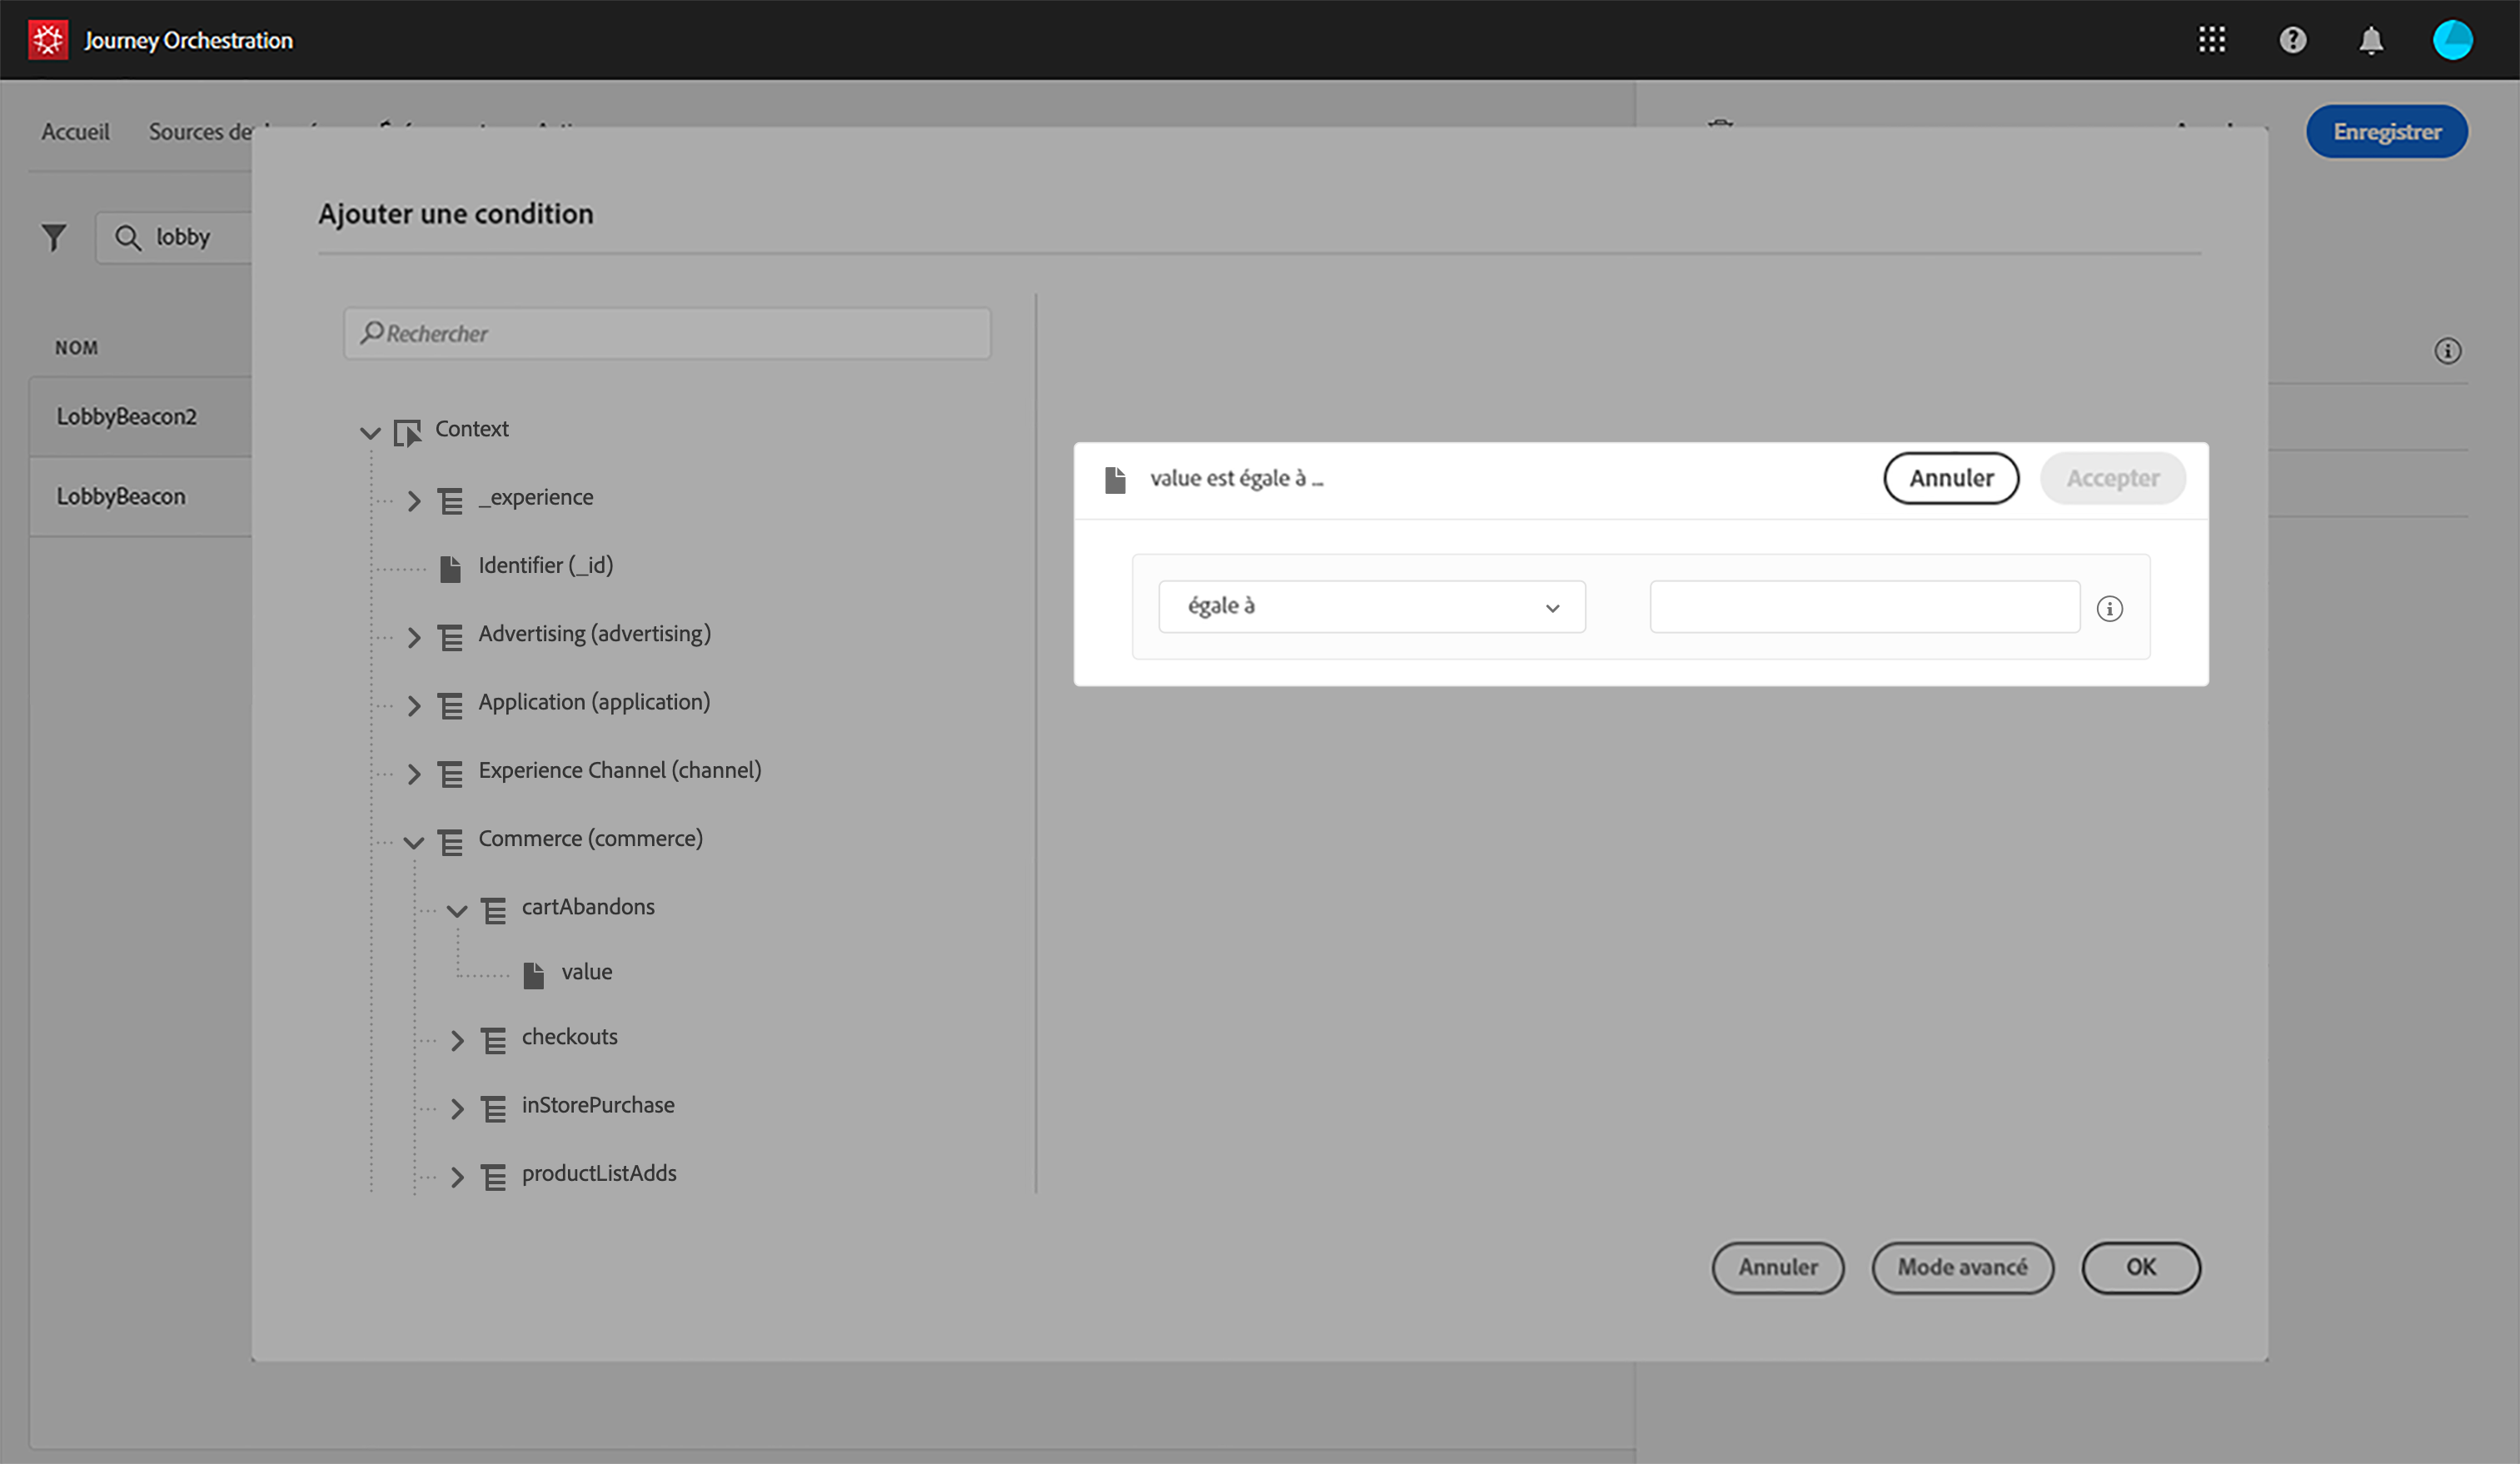 Journey Orchestration
Accueil Sources de
Enregistrer
lobby
Ajouter une condition
Rechercher
NOM
LobbyBeacon2
LobbyBeacon
Context
_experience
Identifier (_id)
Advertising (advertising)
Application (application)
Experience Channel (channel)
Commerce (commerce)
cartAbandons
value
checkouts
inStorePurchase
productListAdds
value est égale à ...
Annuler Accepter
égale à
Annuler Mode avancé OK